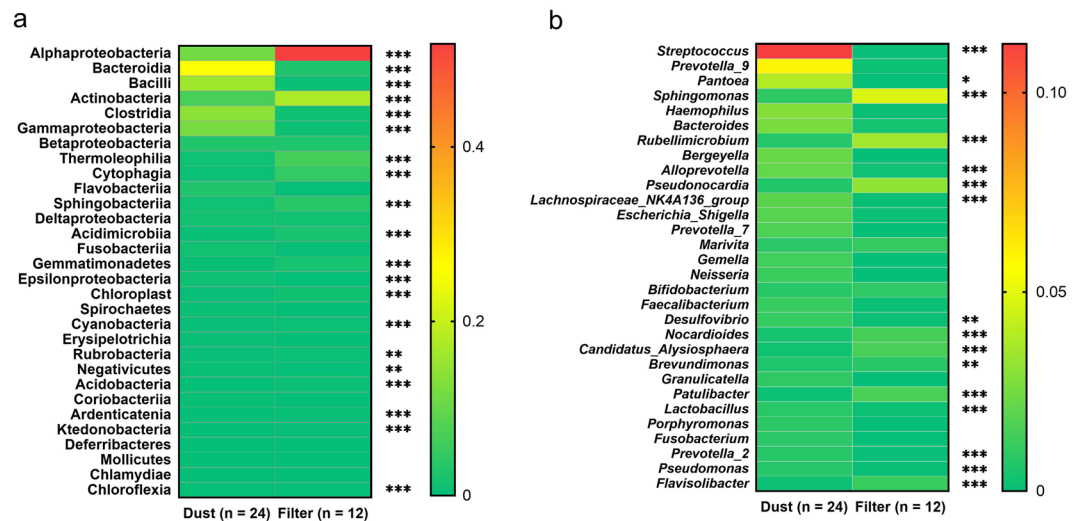 a
Alphaproteobacteria ***
Bacteroidia ***
Bacilli ***
Actinobacteria ***
Clostridia ***
Gammaproteobacteria ***
Betaproteobacteria
Thermoleophilia ***
Cytophagia ***
Flavobacteriia
Sphingobacteriia ***
Deltaproteobacteria
Acidimicrobiia ***
Fusobacteriia
Gemmatimonadetes ***
Epsilonproteobacteria ***
Chloroplast ***
Spirochaetes
Cyanobacteria ***
Erysipelotrichia
Rubrobacteria **
Negativicutes **
Acidobacteria ***
Coriobacteriia
Ardenticatenia ***
Ktedonobacteria ***
Deferribacteres
Mollicutes
Chlamydiae
Chloroflexia ***
Dust (n = 24) Filter (n = 12)
0.4
0.2
0
b
Streptococcus ***
Prevotella_9
Pantoea *
Sphingomonas ***
Haemophilus
Bacteroides
Rubellimicrobium ***
Bergeyella
Alloprevotella ***
Pseudonocardia ***
Lachnospiraceae_NK4A136_group ***
Escherichia_Shigella
Prevotella_7
Marivita
Gemella
Neisseria
Bifidobacterium
Faecalibacterium
Desulfovibrio **
Nocardioides ***
Candidatus_Alysiosphaera ***
Brevundimonas **
Granulicatella
Patulibacter ***
Lactobacillus ***
Porphyromonas
Fusobacterium
Prevotella_2 ***
Pseudomonas ***
Flavisolibacter ***
Dust (n = 24) Filter (n = 12)
0.10
0.05
0